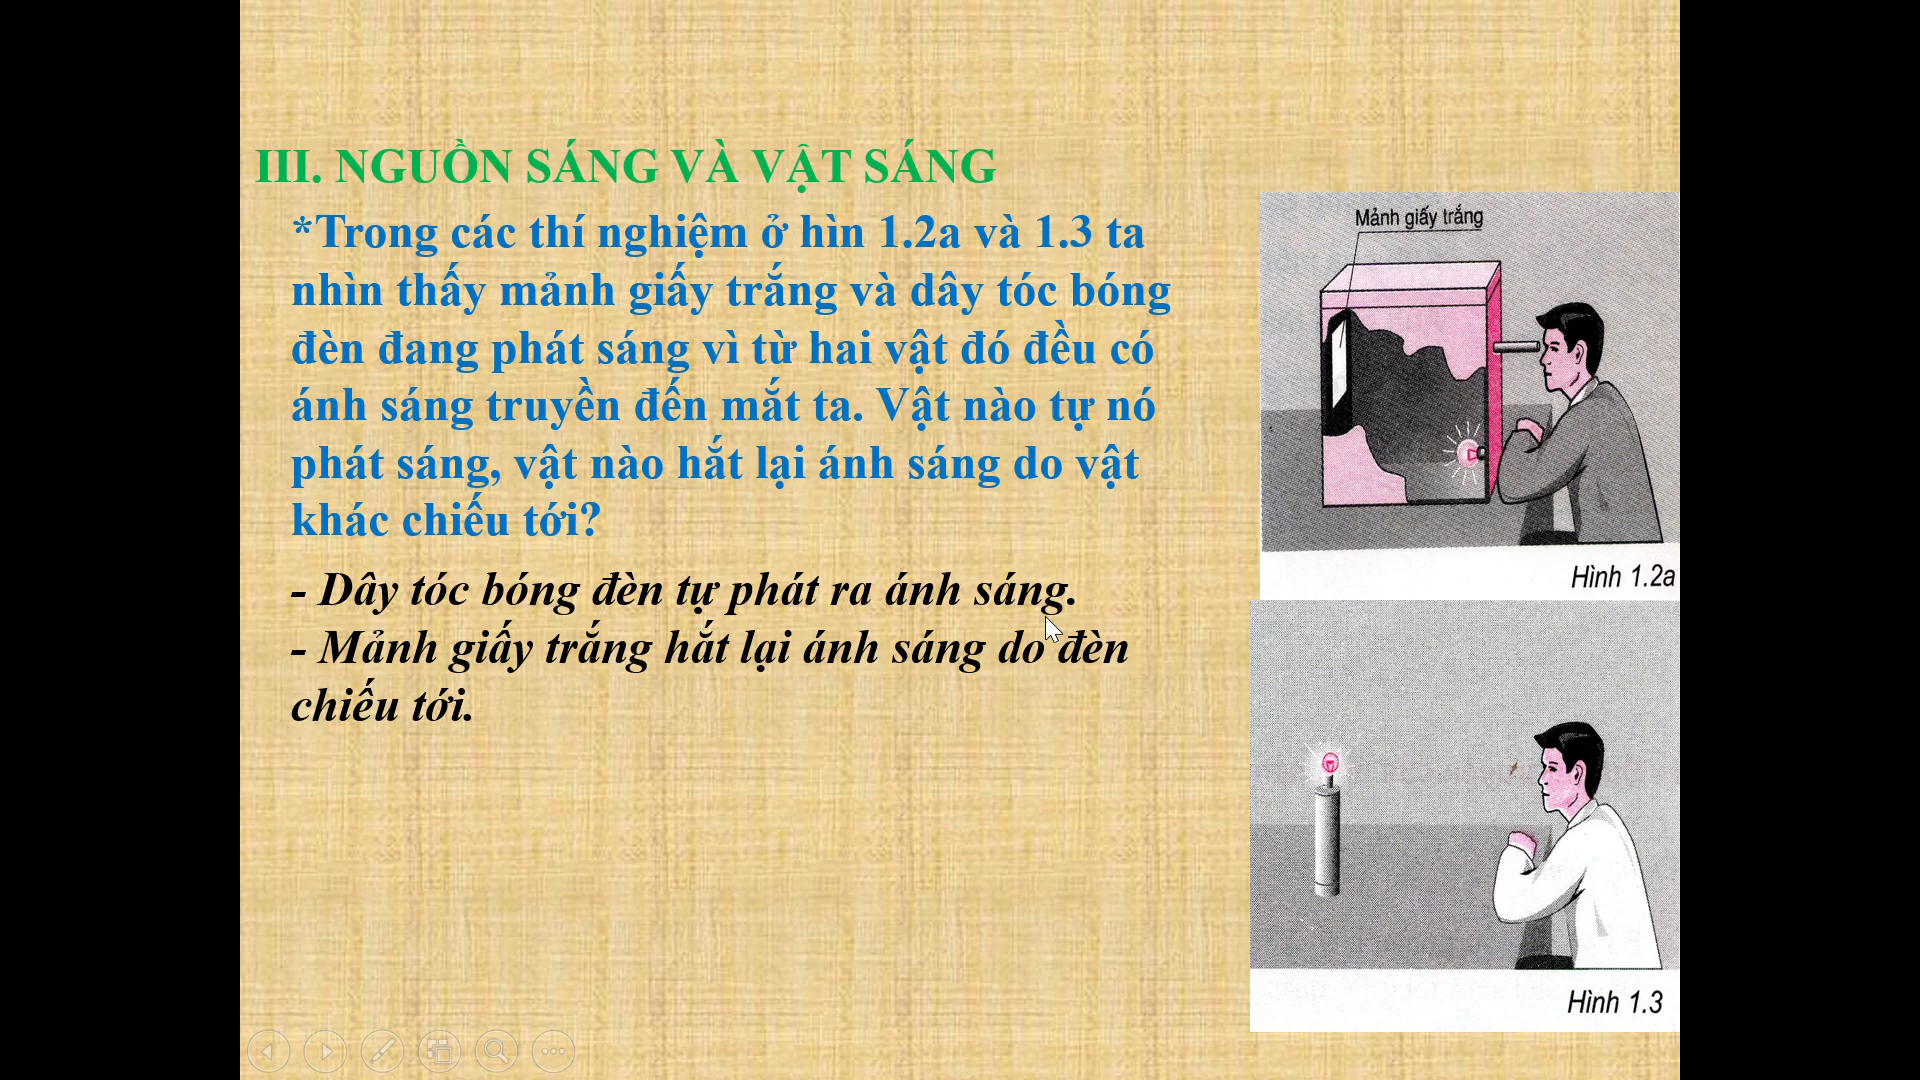 III. NGUỒN SÁNG VÀ VẬT SÁNG
*Trong các thí nghiệm ở hìn 1.2a và 1.3 ta
nhìn thấy mảnh giấy trắng và dây tóc bóng
đèn đang phát sáng vì từ hai vật đó đều có
ánh sáng truyền đến mắt ta. Vật nào tự nó
phát sáng, vật nào hắt lại ánh sáng do vật
khác chiếu tới?
- Dây tóc bóng đèn tự phát ra ánh sáng.
- Mảnh giấy trắng hắt lại ánh sáng do đèn
chiếu tới.
Mảnh giấy trắng
Hình 1.2a
Hình 1.3